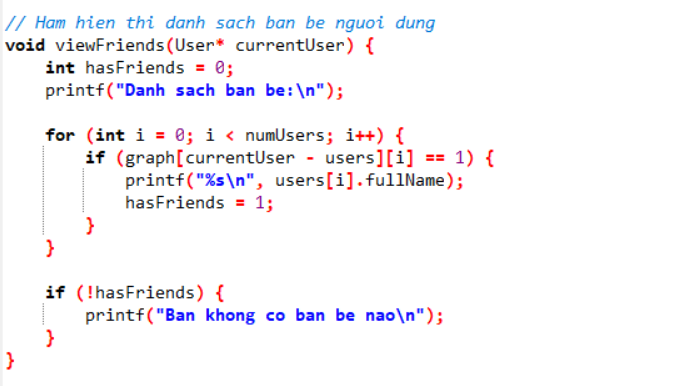 // Ham hien thi danh sach ban be nguoi dung
void viewFriends(User* currentUser) {
    int hasFriends = 0;
    printf("Danh sach ban be:\n");

    for (int i = 0; i < numUsers; i++) {
        if (graph[currentUser - users][i] == 1) {
            printf("%s\n", users[i].fullName);
            hasFriends = 1;
        }
    }

    if (!hasFriends) {
        printf("Ban khong co ban be nao\n");
    }
}